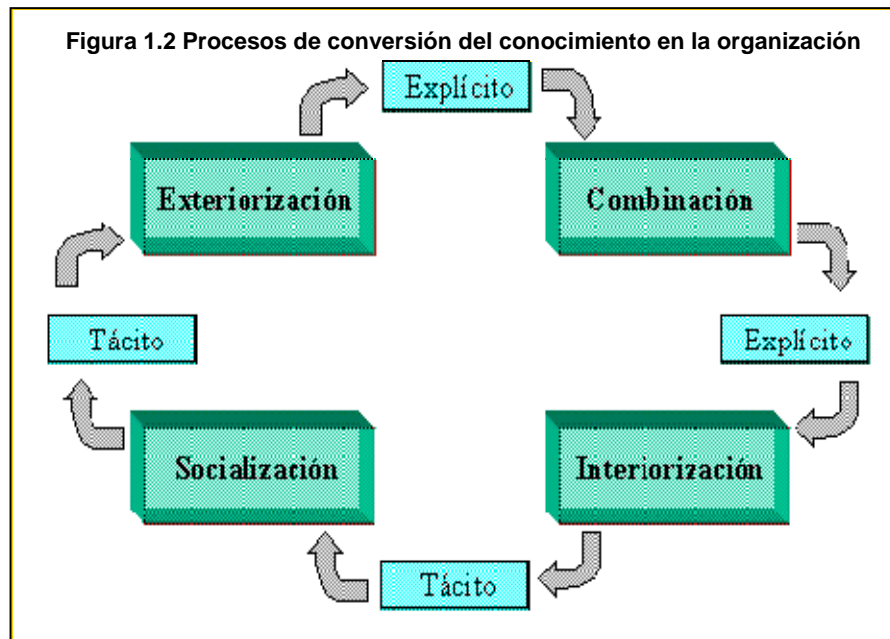 Figura 1.2 Procesos de conversión del conocimiento en la organización
Explícito
Exteriorización
Combinación
Tácito
Explícito
Socialización
Interiorización
Tácito